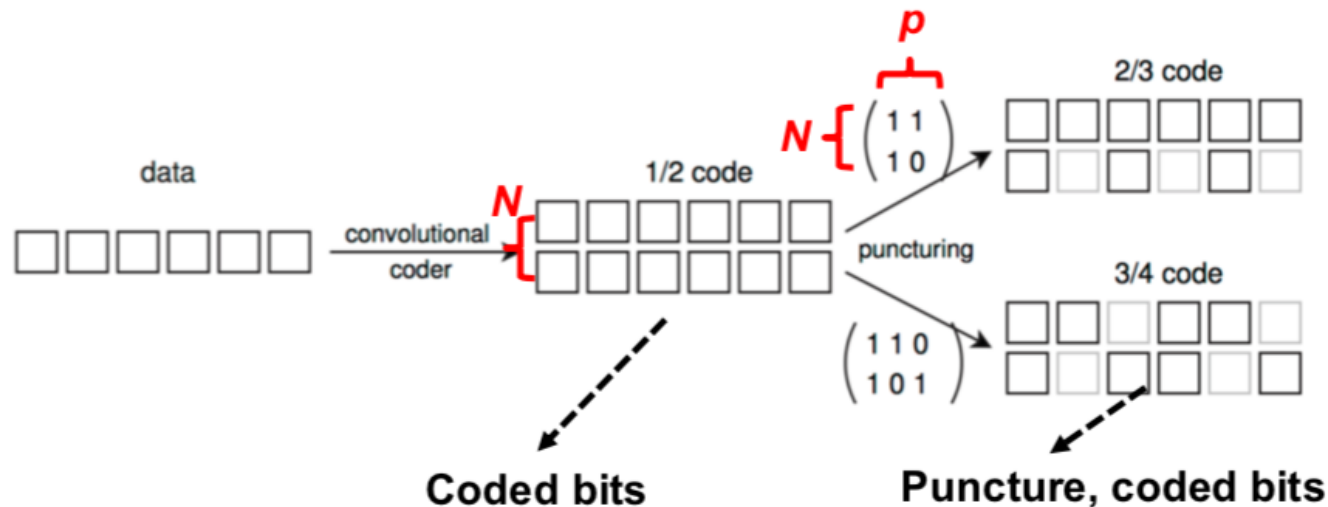 p
2/3 code
N
1 1
1 0
data
1/2 code
N
convolutional
coder
puncturing
3/4 code
1 1 0
1 0 1
Coded bits
Puncture, coded bits